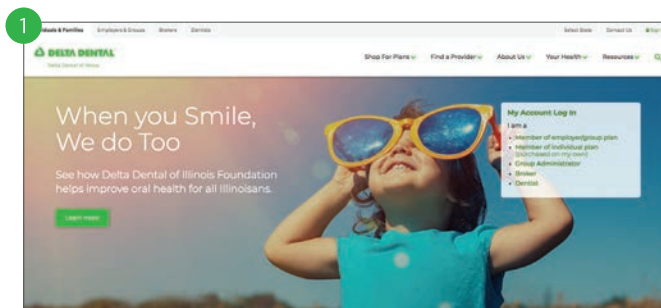 1
Individuals & Families Employers & Groups Brokers Dentists Select State Contact Us Sign
DELTA DENTAL
Delta Dental of Illinois
Shop For Plans Find a Provider About Us Your Health Resources
When you Smile,
We do Too
See how Delta Dental of Illinois Foundation
helps improve oral health for all Illinoisans.
Learn more
My Account Log In
I am a
• Member of employer/group plan
• Member of individual plan
(purchased on my own)
• Group Administrator
• Broker
• Dentist